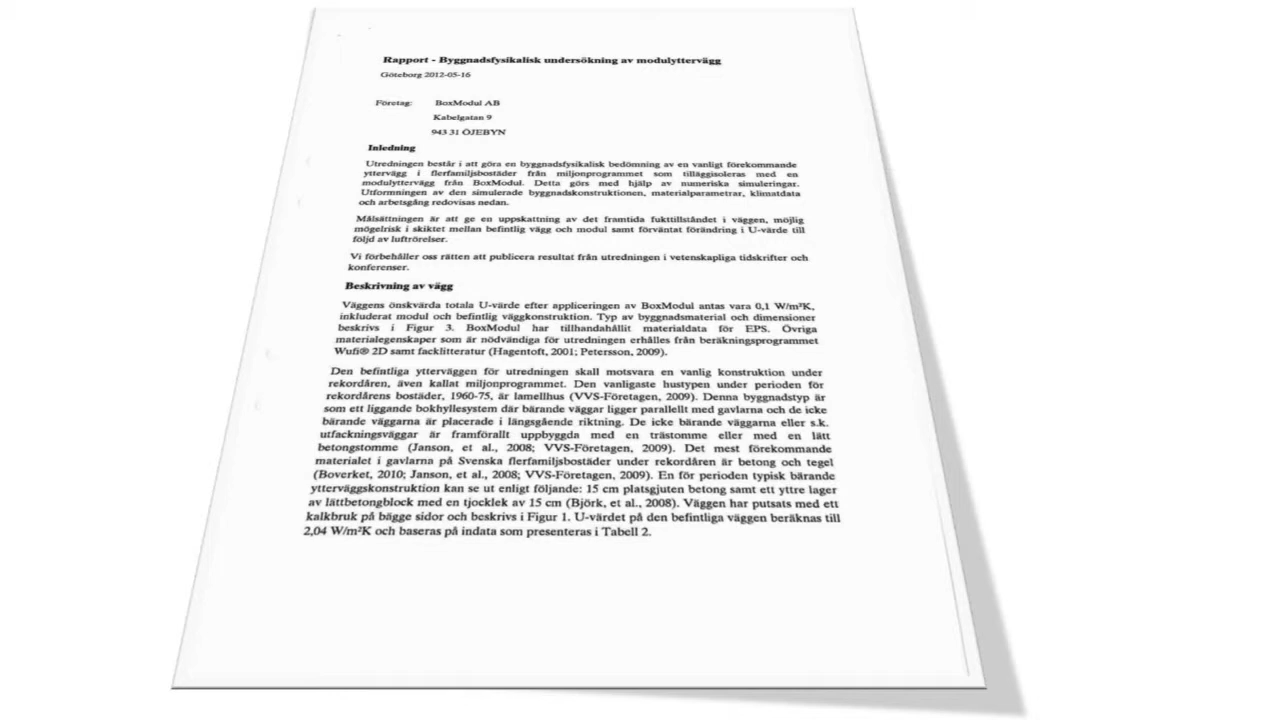 Rapport - Byggnadsfysikalisk undersökning av modulyttervägg
Göteborg 2012-05-16
Företag: BoxModul AB
Kabelgatan 9
943 31 ÖJEBYN
Inledning
Utredningen består i att göra en byggnadsfysikalisk bedömning av en vanligt förekommande
yttervägg i flerfamiljsbostäder från miljonprogrammet som tilläggisoleras med en
modulyttervägg från BoxModul. Detta görs med hjälp av numeriska simuleringar.
Utformningen av den simulerade byggnadskonstruktionen, materialparametrar, klimatdata
och arbetsgång redovisas nedan.
Målsättningen är att ge en uppskattning av det framtida fukttillståndet i väggen, möjlig
mögelrisk i skiktet mellan befintlig vägg och modul samt förväntat förändring i U-värde till
följd av luftrörelser.
Vi förbehåller oss rätten att publicera resultat från utredningen i vetenskapliga tidskrifter och
konferenser.
Beskrivning av vägg
Väggens önskvärda totala U-värde efter appliceringen av BoxModul antas vara 0,1 W/m²K,
inkluderat modul och befintlig väggkonstruktion. Typ av byggnadsmaterial och dimensioner
beskrivs i Figur 3. BoxModul har tillhandahållit materialdata för EPS. Övriga
materialegenskaper som är nödvändiga för utredningen erhålles från beräkningsprogrammet
Wufi® 2D samt facklitteratur (Hagentoft, 2001; Petersson, 2009).
Den befintliga ytterväggen för utredningen skall motsvara en vanlig konstruktion under
rekordåren, även kallat miljonprogrammet. Den vanligaste hustypen under perioden för
rekordårens bostäder, 1960-75, är lamellhus (VVS-Företagen, 2009). Denna byggnadstyp är
som ett liggande bokhyllesystem där bärande väggar ligger parallellt med gavlarna och de icke
bärande väggarna är placerade i längsgående riktning. De icke bärande väggarna eller s.k.
utfackningsväggar är framförallt uppbyggda med en trästomme eller med en lätt
betongstomme (Janson, et al., 2008; VVS-Företagen, 2009). Det mest förekommande
materialet i gavlarna på Svenska flerfamiljsbostäder under rekordåren är betong och tegel
(Boverket, 2010; Janson, et al., 2008; VVS-Företagen, 2009). En för perioden typisk bärande
ytterväggskonstruktion kan se ut enligt följande: 15 cm platsgjuten betong samt ett yttre lager
av lättbetongblock med en tjocklek av 15 cm (Björk, et al., 2008). Väggen har putsats med ett
kalkbruk på bägge sidor och beskrivs i Figur 1. U-värdet på den befintliga väggen beräknas till
2,04 W/m²K och baseras på indata som presenteras i Tabell 2.